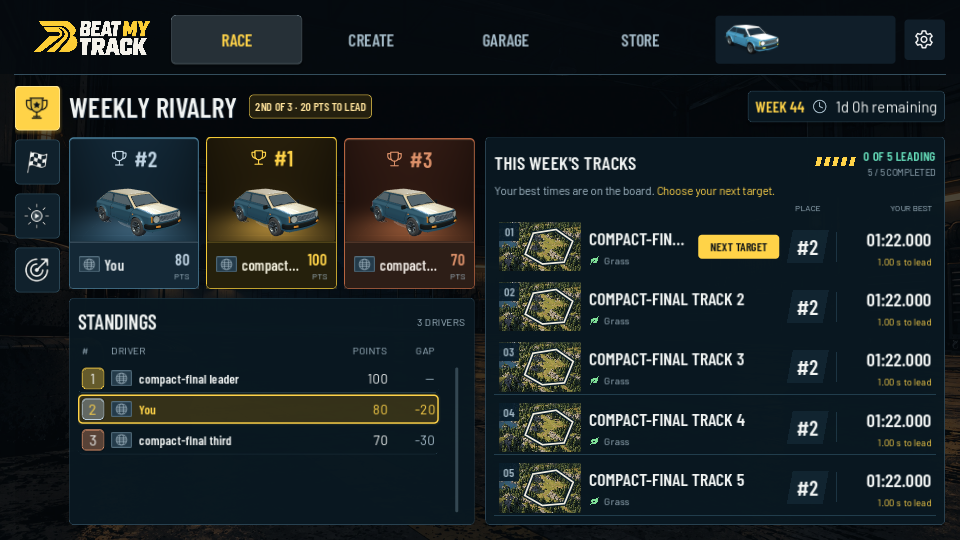 BEAT MY TRACK
RACE
CREATE
GARAGE
STORE
WEEKLY RIVALRY
2ND OF 3 · 20 PTS TO LEAD
WEEK 44
1d 0h remaining
#2
You
80
PTS
#1
compact...
100
PTS
#3
compact...
70
PTS
STANDINGS
3 DRIVERS
# DRIVER POINTS GAP
1 compact-final leader 100 —
2 You 80 -20
3 compact-final third 70 -30
THIS WEEK'S TRACKS
0 OF 5 LEADING
5 / 5 COMPLETED
Your best times are on the board. Choose your next target.
PLACE YOUR BEST
01 COMPACT-FIN... NEXT TARGET #2 01:22.000
Grass 1.00 s to lead
02 COMPACT-FINAL TRACK 2 #2 01:22.000
Grass 1.00 s to lead
03 COMPACT-FINAL TRACK 3 #2 01:22.000
Grass 1.00 s to lead
04 COMPACT-FINAL TRACK 4 #2 01:22.000
Grass 1.00 s to lead
05 COMPACT-FINAL TRACK 5 #2 01:22.000
Grass 1.00 s to lead